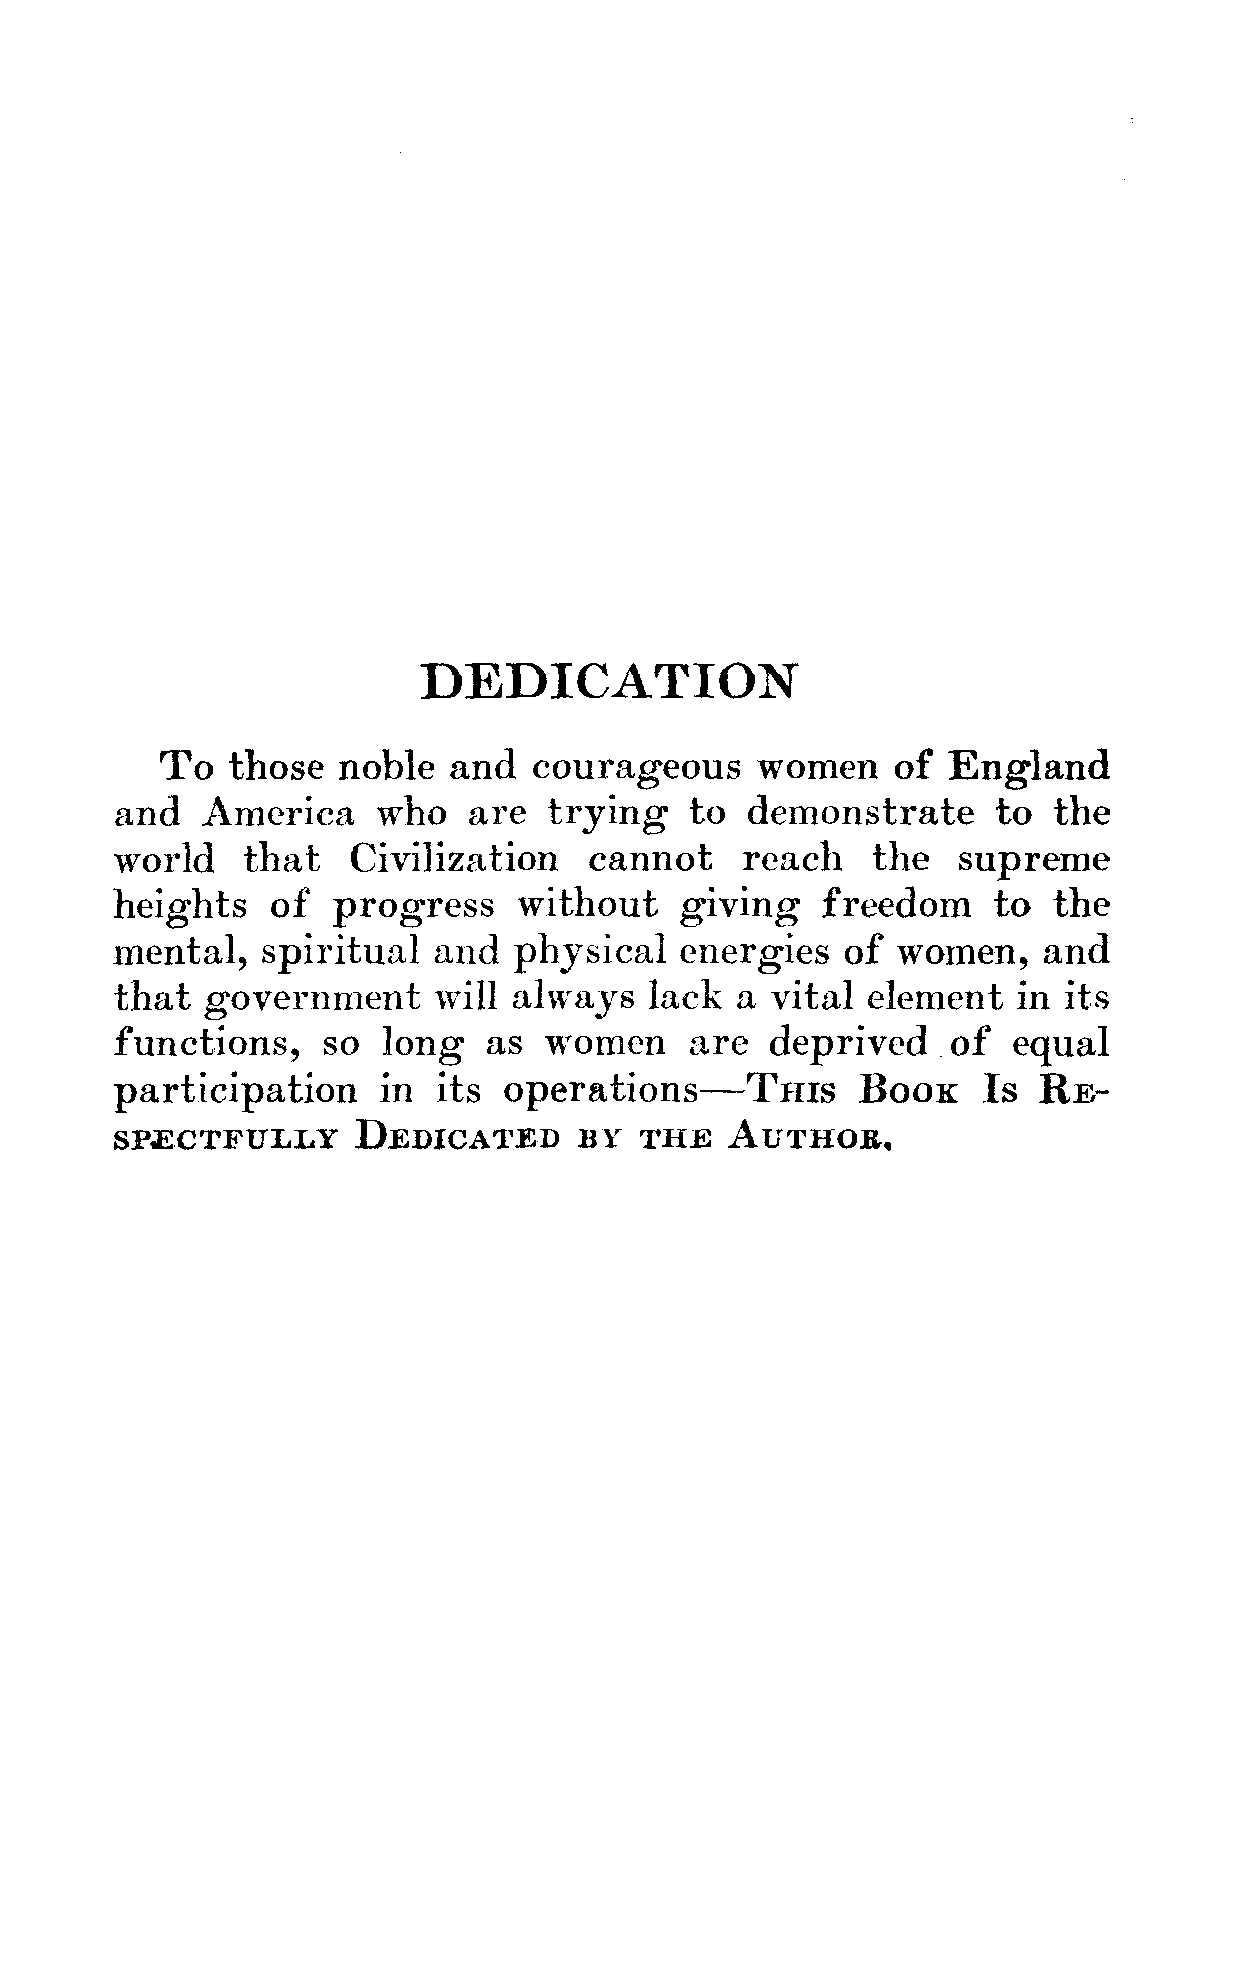 DEDICATION
To those noble and courageous women of England
and America who are trying to demonstrate to the
world that Civilization cannot reach the supreme
heights of progress without giving freedom to the
mental, spiritual and physical energies of women, and
that government will always lack a vital element in its
functions, so long as women are deprived of equal
participation in its operations—THIS BOOK IS RE-
SPECTFULLY DEDICATED BY THE AUTHOR.